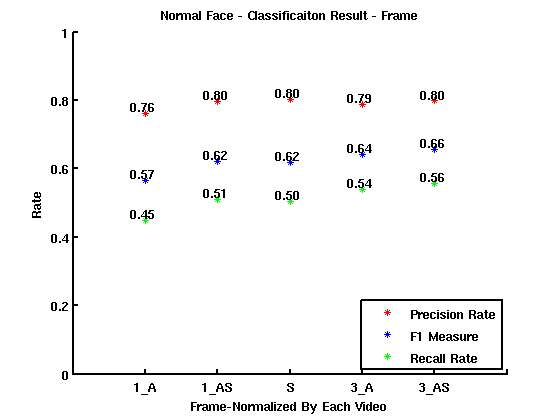 Normal Face - Classificaiton Result - Frame
1
0.8
0.6
0.4
0.2
0
Rate
0.76 0.80 0.80 0.79 0.80
0.57 0.62 0.62 0.64 0.66
0.45 0.51 0.50 0.54 0.56
Precision Rate
F1 Measure
Recall Rate
1_A 1_AS S 3_A 3_AS
Frame-Normalized By Each Video